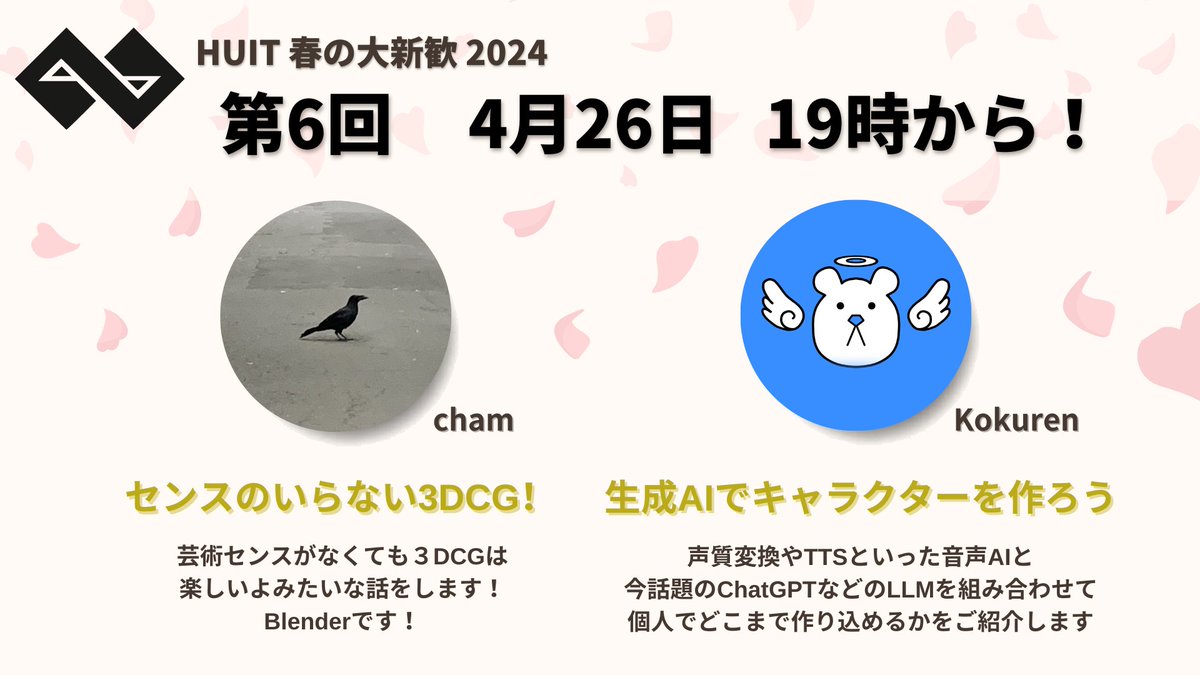 HUIT 春の大新歓 2024
第6回 4月26日 19時から！
cham
Kokuren
センスのいらない3DCG！
芸術センスがなくても３DCGは
楽しいよみたいな話をします！
Blenderです！
生成AIでキャラクターを作ろう
声質変換やTTSといった音声AIと
今話題のChatGPTなどのLLMを組み合わせて
個人でどこまで作り込めるかをご紹介します